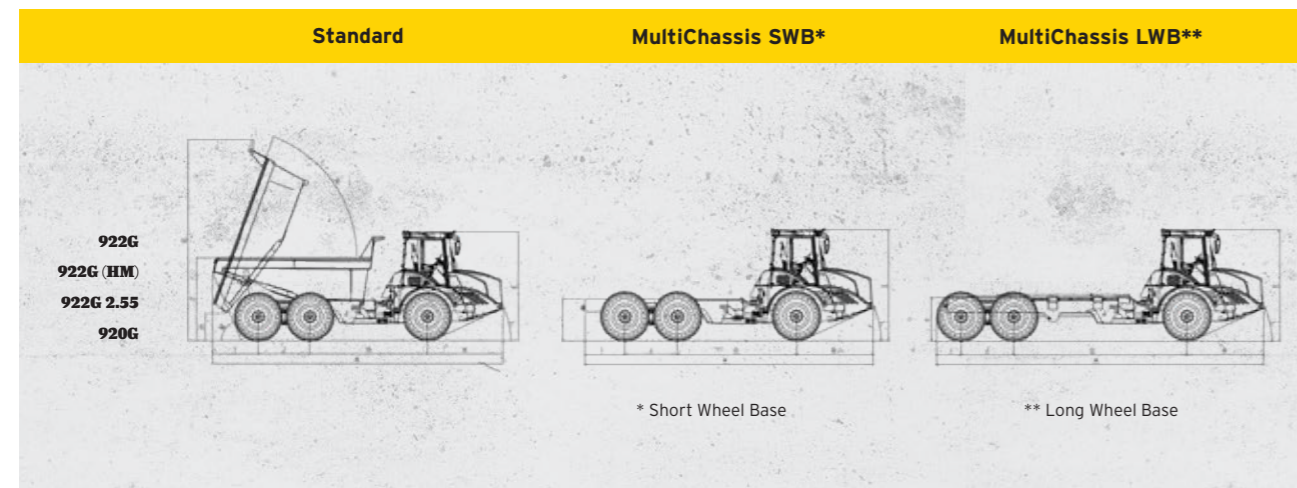 Standard
MultiChassis SWB*
MultiChassis LWB**
922G
922G (HM)
922G 2.55
920G
* Short Wheel Base
** Long Wheel Base